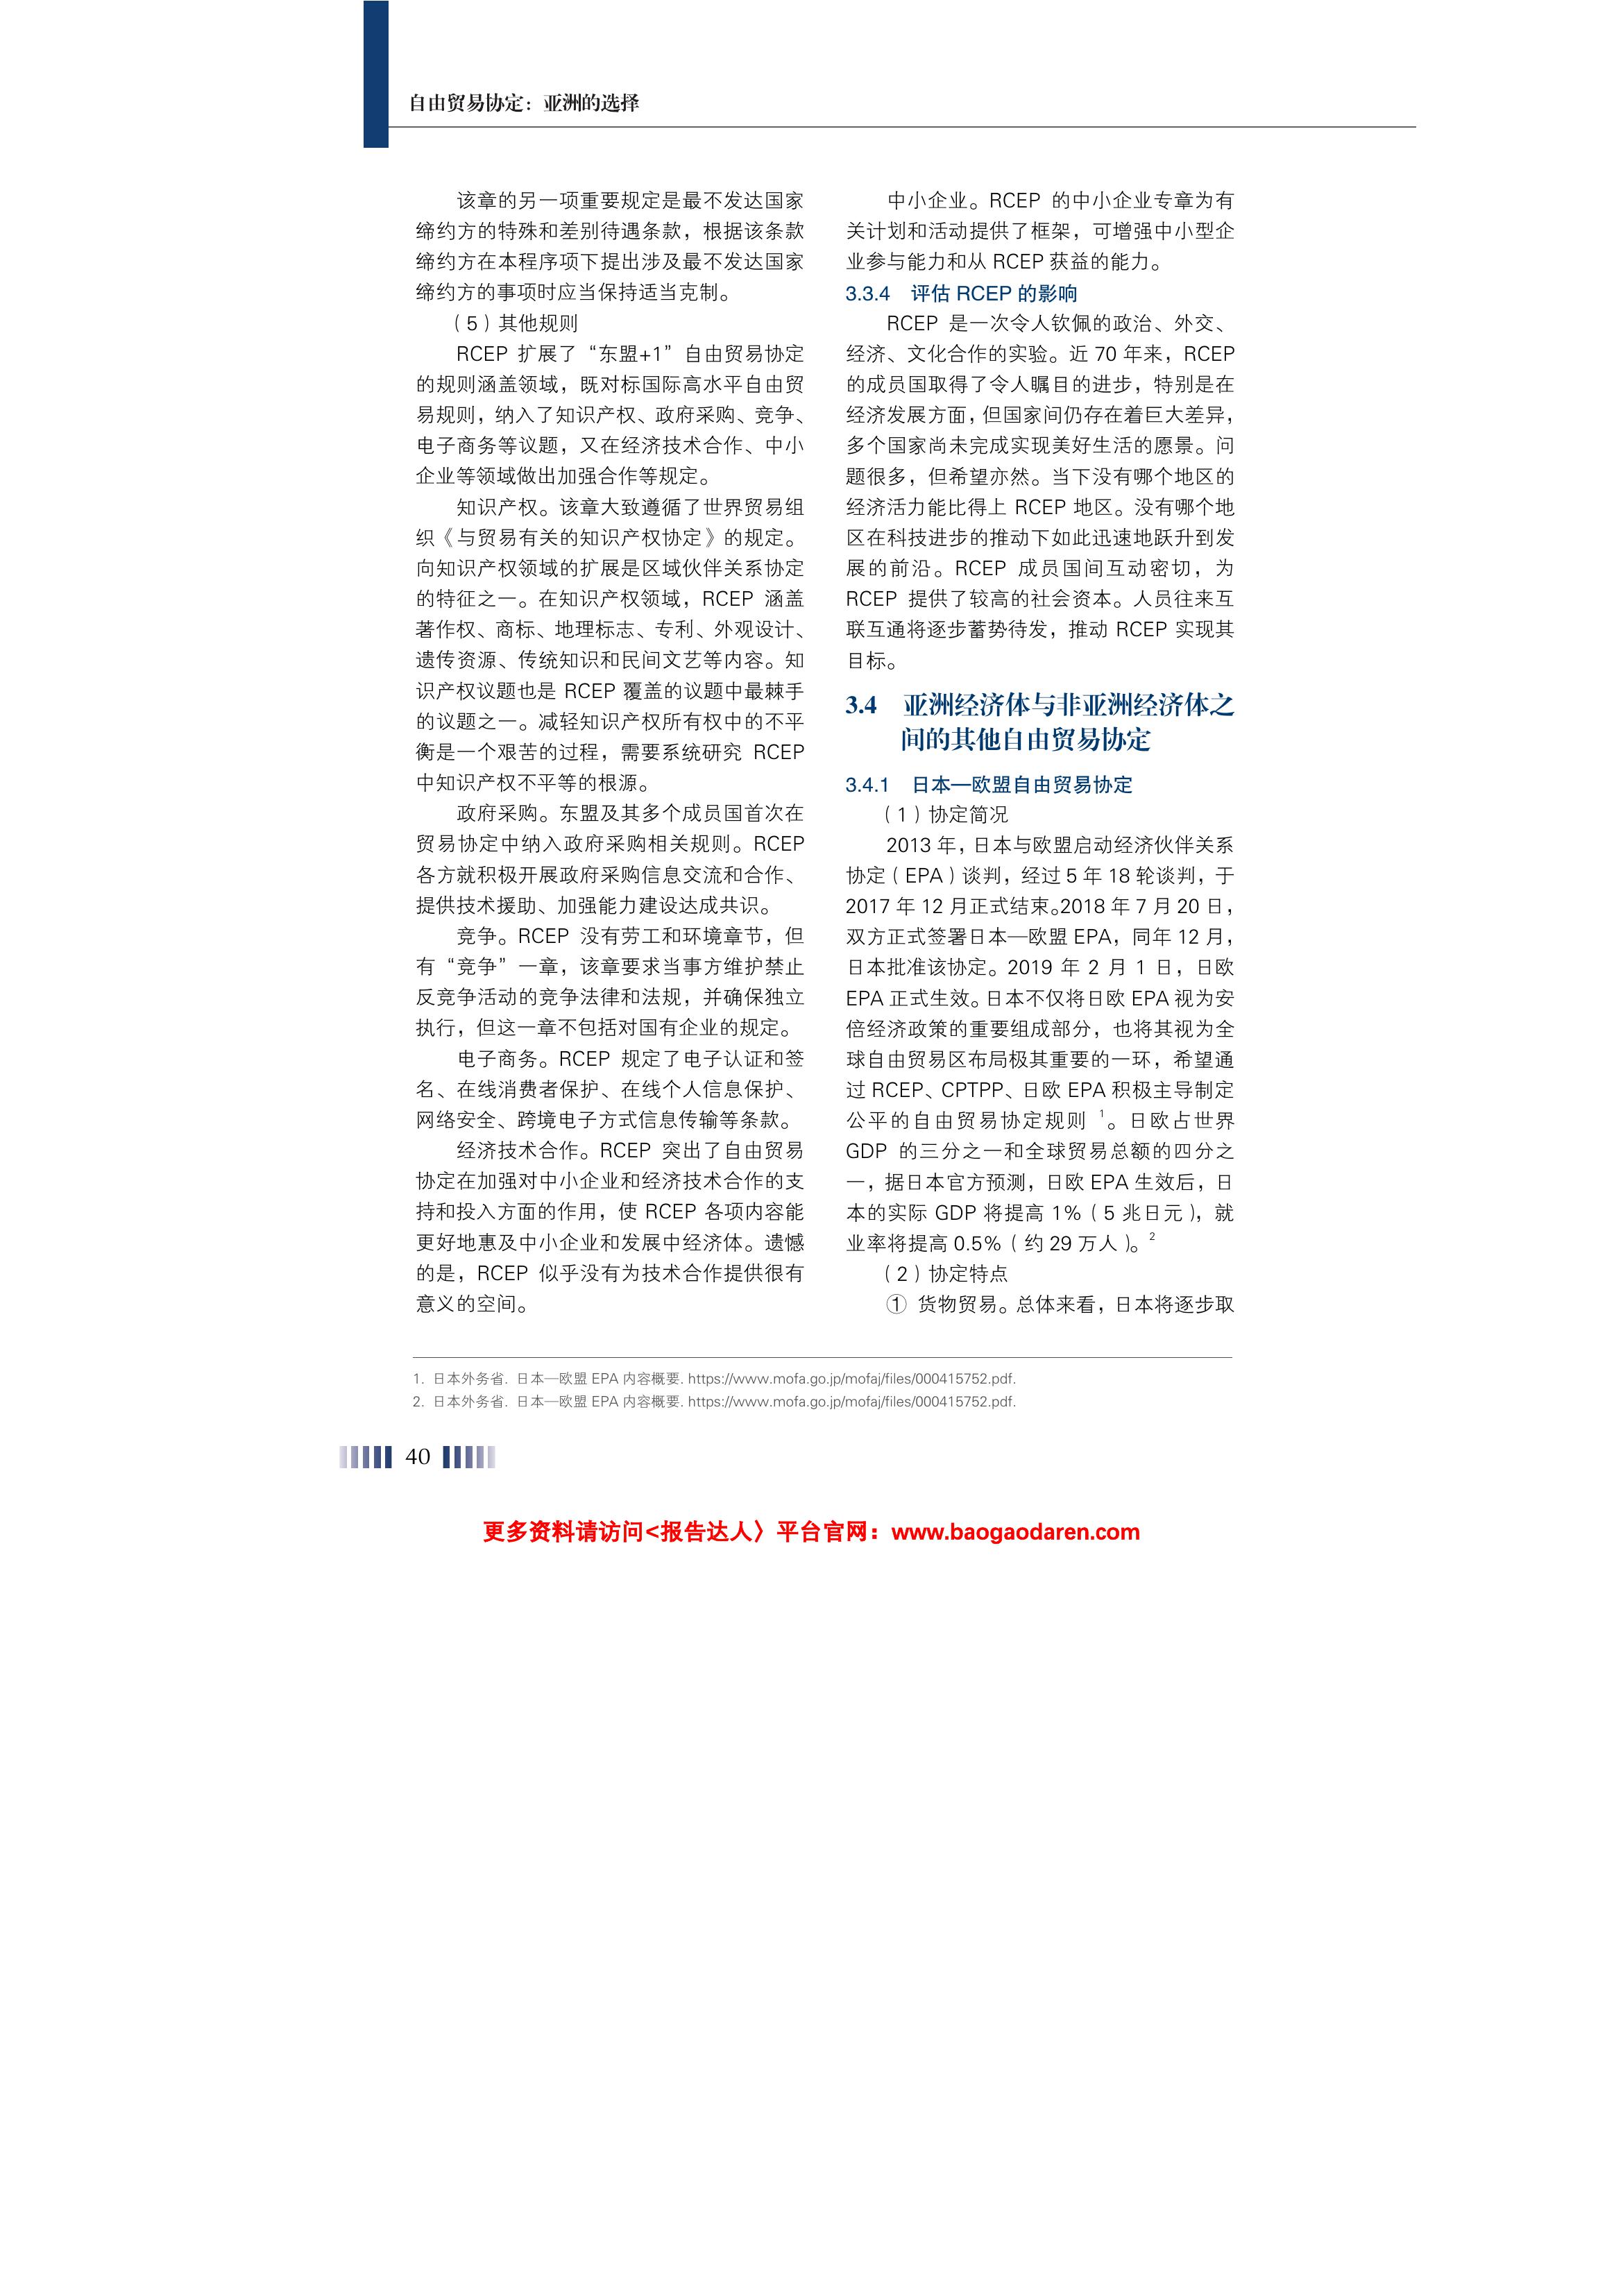 自由贸易协定：亚洲的选择
该章的另一项重要规定是最不发达国家
缔约方的特殊和差别待遇条款，根据该条款
缔约方在本程序项下提出涉及最不发达国家
缔约方的事项时应当保持适当克制。
（5）其他规则
RCEP 扩展了“东盟+1”自由贸易协定
的规则涵盖领域，既对标国际高水平自由贸
易规则，纳入了知识产权、政府采购、竞争、
电子商务等议题，又在经济技术合作、中小
企业等领域做出加强合作等规定。
知识产权。该章大致遵循了世界贸易组
织《与贸易有关的知识产权协定》的规定。
向知识产权领域的扩展是区域伙伴关系协定
的特征之一。在知识产权领域，RCEP 涵盖
著作权、商标、地理标志、专利、外观设计、
遗传资源、传统知识和民间文艺等内容。知
识产权议题也是 RCEP 覆盖的议题中最棘手
的议题之一。减轻知识产权所有权中的不平
衡是一个艰苦的过程，需要系统研究 RCEP
中知识产权不平等的根源。
政府采购。东盟及其多个成员国首次在
贸易协定中纳入政府采购相关规则。RCEP
各方就积极开展政府采购信息交流和合作、
提供技术援助、加强能力建设达成共识。
竞争。RCEP 没有劳工和环境章节，但
有“竞争”一章，该章要求当事方维护禁止
反竞争活动的竞争法律和法规，并确保独立
执行，但这一章不包括对国有企业的规定。
电子商务。RCEP 规定了电子认证和签
名、在线消费者保护、在线个人信息保护、
网络安全、跨境电子方式信息传输等条款。
经济技术合作。RCEP 突出了自由贸易
协定在加强对中小企业和经济技术合作的支
持和投入方面的作用，使 RCEP 各项内容能
更好地惠及中小企业和发展中经济体。遗憾
的是，RCEP 似乎没有为技术合作提供很有
意义的空间。
中小企业。RCEP 的中小企业专章为有
关计划和活动提供了框架，可增强中小型企
业参与能力和从 RCEP 获益的能力。
3.3.4 评估 RCEP 的影响
RCEP 是一次令人钦佩的政治、外交、
经济、文化合作的实验。近 70 年来，RCEP
的成员国取得了令人瞩目的进步，特别是在
经济发展方面，但国家间仍存在着巨大差异，
多个国家尚未完成实现美好生活的愿景。问
题很多，但希望亦然。当下没有哪个地区的
经济活力能比得上 RCEP 地区。没有哪个地
区在科技进步的推动下如此迅速地跃升到发
展的前沿。RCEP 成员国间互动密切，为
RCEP 提供了较高的社会资本。人员往来互
联互通将逐步蓄势待发，推动 RCEP 实现其
目标。
3.4 亚洲经济体与非亚洲经济体之
间的其他自由贸易协定
3.4.1 日本—欧盟自由贸易协定
（1）协定简况
2013 年，日本与欧盟启动经济伙伴关系
协定（EPA）谈判，经过 5 年 18 轮谈判，于
2017 年 12 月正式结束。2018 年 7 月 20 日，
双方正式签署日本—欧盟 EPA，同年 12 月，
日本批准该协定。2019 年 2 月 1 日，日欧
EPA 正式生效。日本不仅将日欧 EPA 视为安
倍经济政策的重要组成部分，也将其视为全
球自由贸易区布局极其重要的一环，希望通
过 RCEP、CPTPP、日欧 EPA 积极主导制定
公平的自由贸易协定规则 1。日欧占世界
GDP 的三分之一和全球贸易总额的四分之
一，据日本官方预测，日欧 EPA 生效后，日
本的实际 GDP 将提高 1%（5 兆日元），就
业率将提高 0.5%（约 29 万人）。2
（2）协定特点
① 货物贸易。总体来看，日本将逐步取
1. 日本外务省. 日本—欧盟 EPA 内容概要. https://www.mofa.go.jp/mofaj/files/000415752.pdf.
2. 日本外务省. 日本—欧盟 EPA 内容概要. https://www.mofa.go.jp/mofaj/files/000415752.pdf.
40
更多资料请访问<报告达人〉平台官网：www.baogaodaren.com